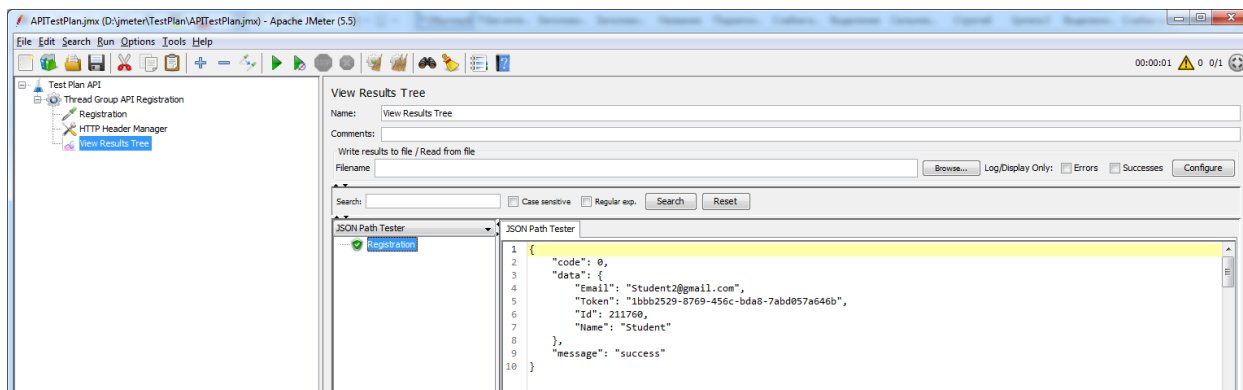 APITestPlan.jmx (D:\jmeter\TestPlan\APITestPlan.jmx) - Apache JMeter (5.5)
File Edit Search Run Options Tools Help
00:00:01 0 0/1
Test Plan API
Thread Group API Registration
Registration
HTTP Header Manager
View Results Tree
View Results Tree
Name: View Results Tree
Comments:
Write results to file / Read from file
Filename Browse... Log/Display Only: Errors Successes Configure
Search: Case sensitive Regular exp. Search Reset
JSON Path Tester
Registration
JSON Path Tester
1 {
2 "code": 0,
3 "data": {
4 "Email": "Student2@gmail.com",
5 "Token": "1bbb2529-8769-456c-bda8-7abd057a646b",
6 "Id": 211760,
7 "Name": "Student"
8 },
9 "message": "success"
10 }